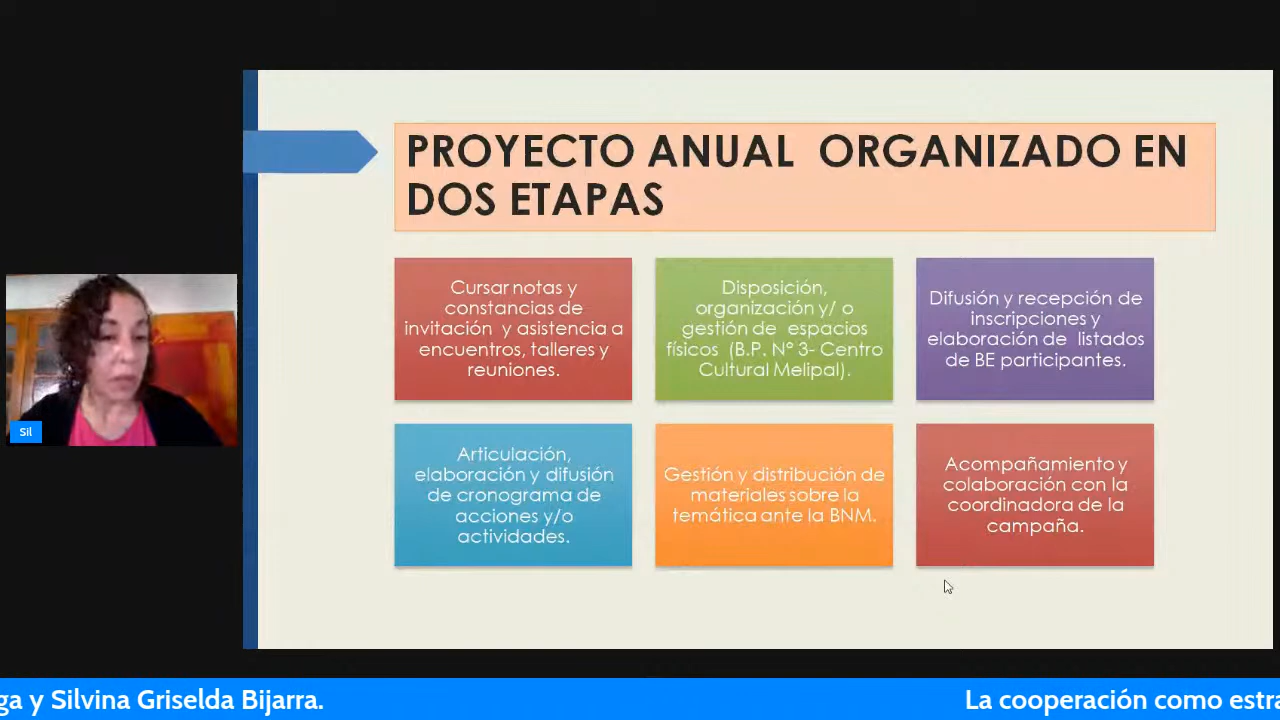 PROYECTO ANUAL ORGANIZADO EN
DOS ETAPAS
Cursar notas y
constancias de
invitación y asistencia a
encuentros, talleres y
reuniones.
Disposición,
organización y/ o
gestión de espacios
físicos (B.P. N° 3- Centro
Cultural Melipal).
Difusión y recepción de
inscripciones y
elaboración de listados
de BE participantes.
Articulación,
elaboración y difusión
de cronograma de
acciones y/o
actividades.
Gestión y distribución de
materiales sobre la
temática ante la BNM.
Acompañamiento y
colaboración con la
coordinadora de la
campaña.
Sil
ga y Silvina Griselda Bijarra.
La cooperación como estra